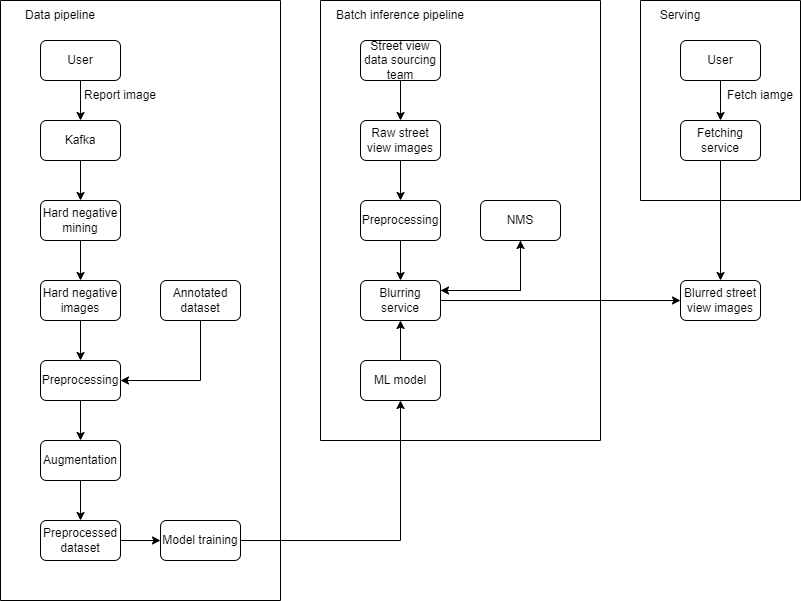 Data pipeline
User
Report image
Kafka
Hard negative
mining
Hard negative
images
Annotated
dataset
Preprocessing
Augmentation
Preprocessed
dataset
Model training
Batch inference pipeline
Street view
data sourcing
team
Raw street
view images
Preprocessing
NMS
Blurring
service
ML model
Serving
User
Fetch iamge
Fetching
service
Blurred street
view images